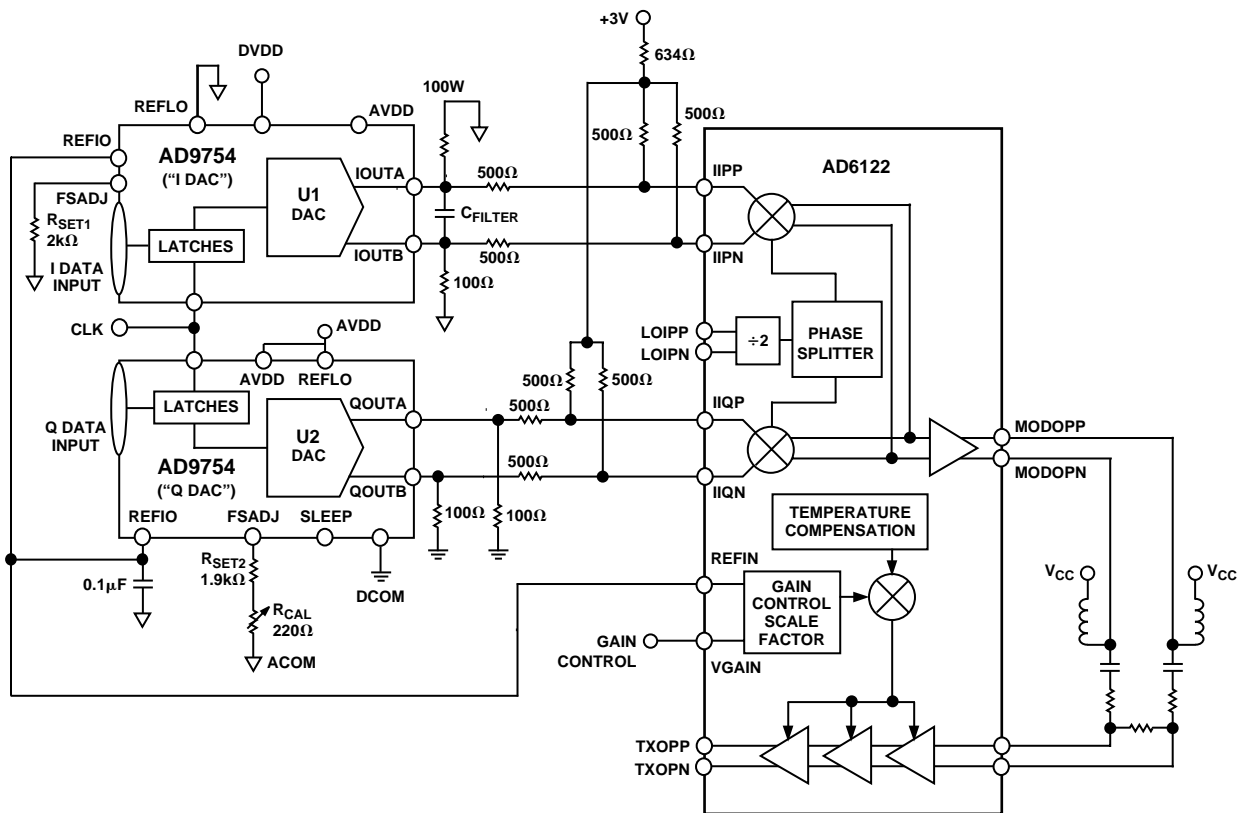 +3V
634Ω
DVDD
100W
REFLO
AVDD
500Ω
500Ω
REFIO
AD9754
("I DAC")
AD6122
FSADJ
U1
DAC
IOUTA
500Ω
IIPP
RSET1
2kΩ
LATCHES
CFILTER
I DATA
INPUT
IOUTB
500Ω
IIPN
100Ω
CLK
AVDD
LOIPP
LOIPN
÷2
PHASE
SPLITTER
AVDD
REFLO
500Ω
500Ω
LATCHES
QOUTA
500Ω
IIQP
Q DATA
INPUT
U2
DAC
MODOPP
AD9754
("Q DAC")
QOUTB
500Ω
IIQN
MODOPN
REFIO
FSADJ
SLEEP
100Ω
100Ω
TEMPERATURE
COMPENSATION
RSET2
1.9kΩ
REFIN
0.1μF
DCOM
VCC
VCC
RCAL
220Ω
GAIN
CONTROL
SCALE
FACTOR
ACOM
GAIN
CONTROL
VGAIN
TXOPP
TXOPN